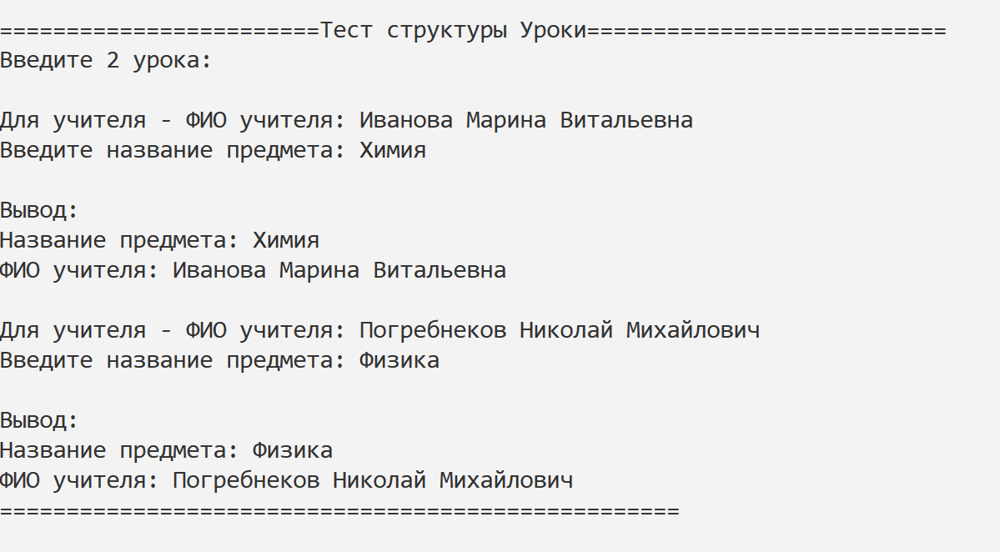 ========================Тест структуры Уроки===========================
Введите 2 урока:
Для учителя - ФИО учителя: Иванова Марина Витальевна
Введите название предмета: Химия
Вывод:
Название предмета: Химия
ФИО учителя: Иванова Марина Витальевна
Для учителя - ФИО учителя: Погребнеков Николай Михайлович
Введите название предмета: Физика
Вывод:
Название предмета: Физика
ФИО учителя: Погребнеков Николай Михайлович
===================================================